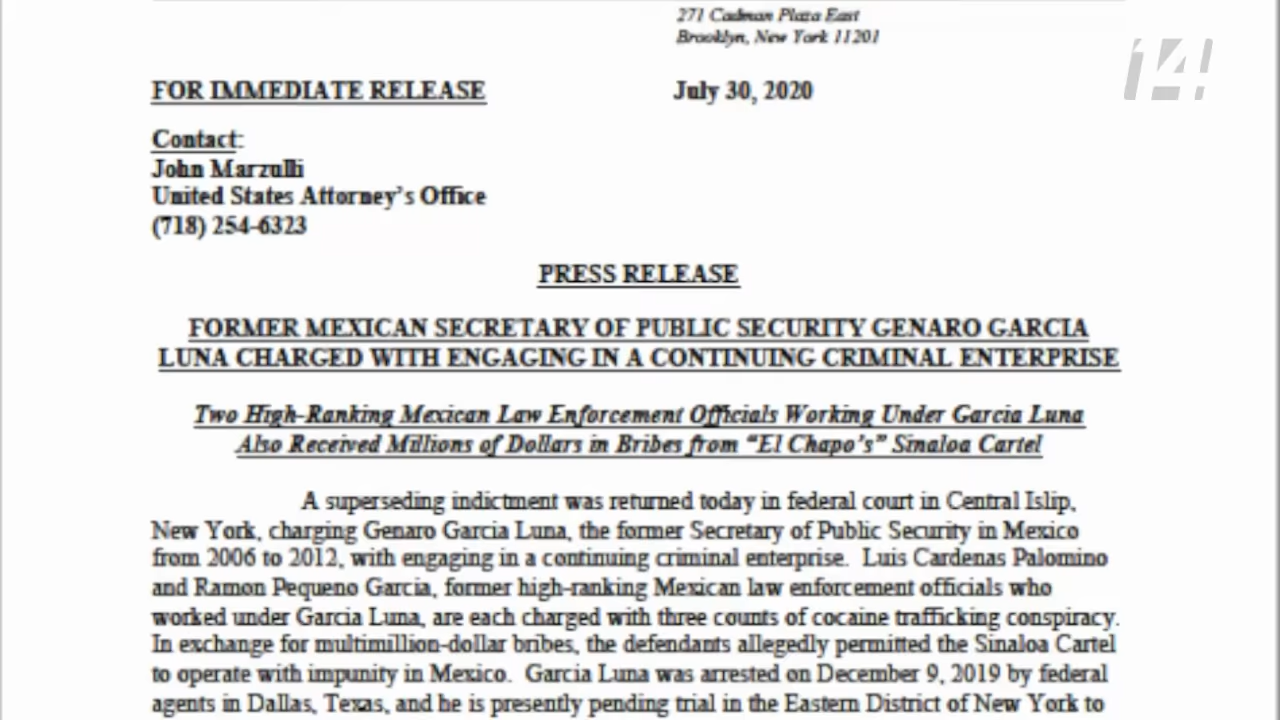 271 Cadman Plaza East
Brooklyn, New York 11201
14!
FOR IMMEDIATE RELEASE July 30, 2020
Contact:
John Marzulli
United States Attorney’s Office
(718) 254-6323
PRESS RELEASE
FORMER MEXICAN SECRETARY OF PUBLIC SECURITY GENARO GARCIA
LUNA CHARGED WITH ENGAGING IN A CONTINUING CRIMINAL ENTERPRISE
Two High-Ranking Mexican Law Enforcement Officials Working Under Garcia Luna
Also Received Millions of Dollars in Bribes from “El Chapo’s” Sinaloa Cartel
A superseding indictment was returned today in federal court in Central Islip,
New York, charging Genaro Garcia Luna, the former Secretary of Public Security in Mexico
from 2006 to 2012, with engaging in a continuing criminal enterprise. Luis Cardenas Palomino
and Ramon Pequeno Garcia, former high-ranking Mexican law enforcement officials who
worked under Garcia Luna, are each charged with three counts of cocaine trafficking conspiracy.
In exchange for multimillion-dollar bribes, the defendants allegedly permitted the Sinaloa Cartel
to operate with impunity in Mexico. Garcia Luna was arrested on December 9, 2019 by federal
agents in Dallas, Texas, and he is presently pending trial in the Eastern District of New York to